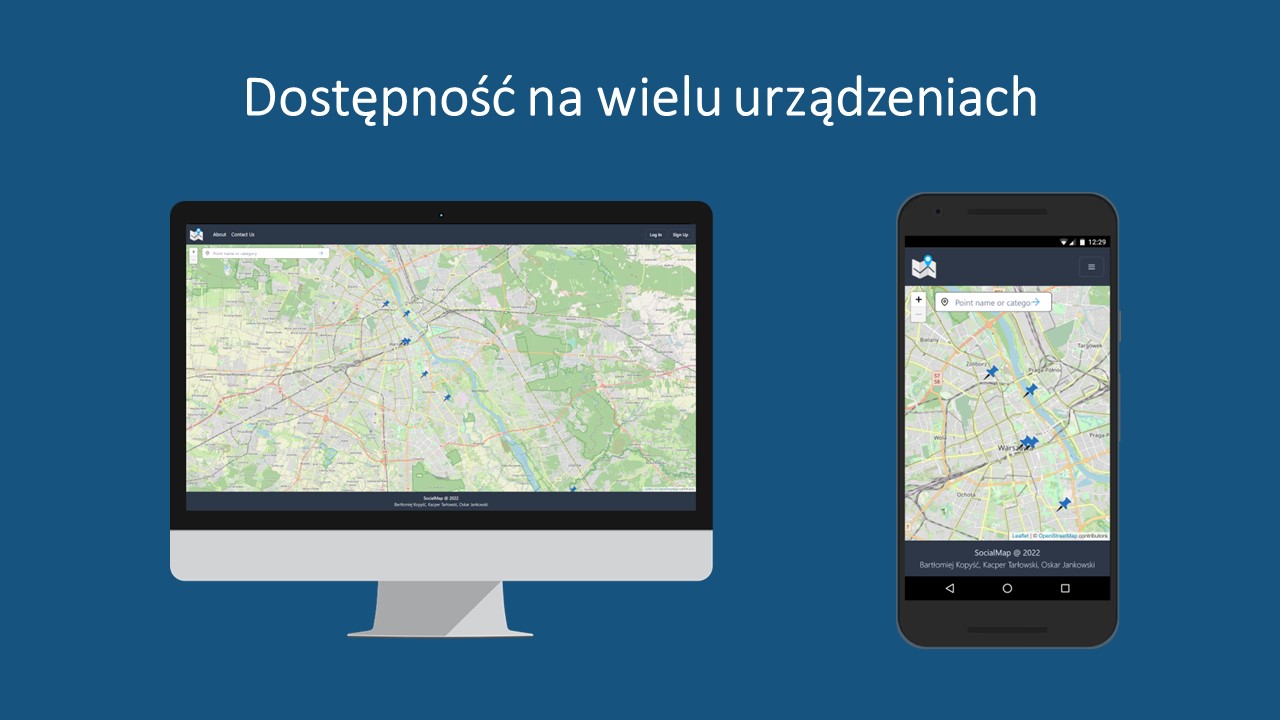 Dostępność na wielu urządzeniach
About Contact Us
Log In Sign Up
+
Point name or category
SocialMap @ 2022
Bartłomiej Kopyść, Kacper Tarłowski, Oskar Jankowski
12:29
+
Point name or catego
Bielany
Targówek
Żoliborz
Praga-Północ
S7
S8
Wola
Praga-P
Ochota
Leaflet | © OpenStreetMap contributors
SocialMap @ 2022
Bartłomiej Kopyść, Kacper Tarłowski, Oskar Jankowski